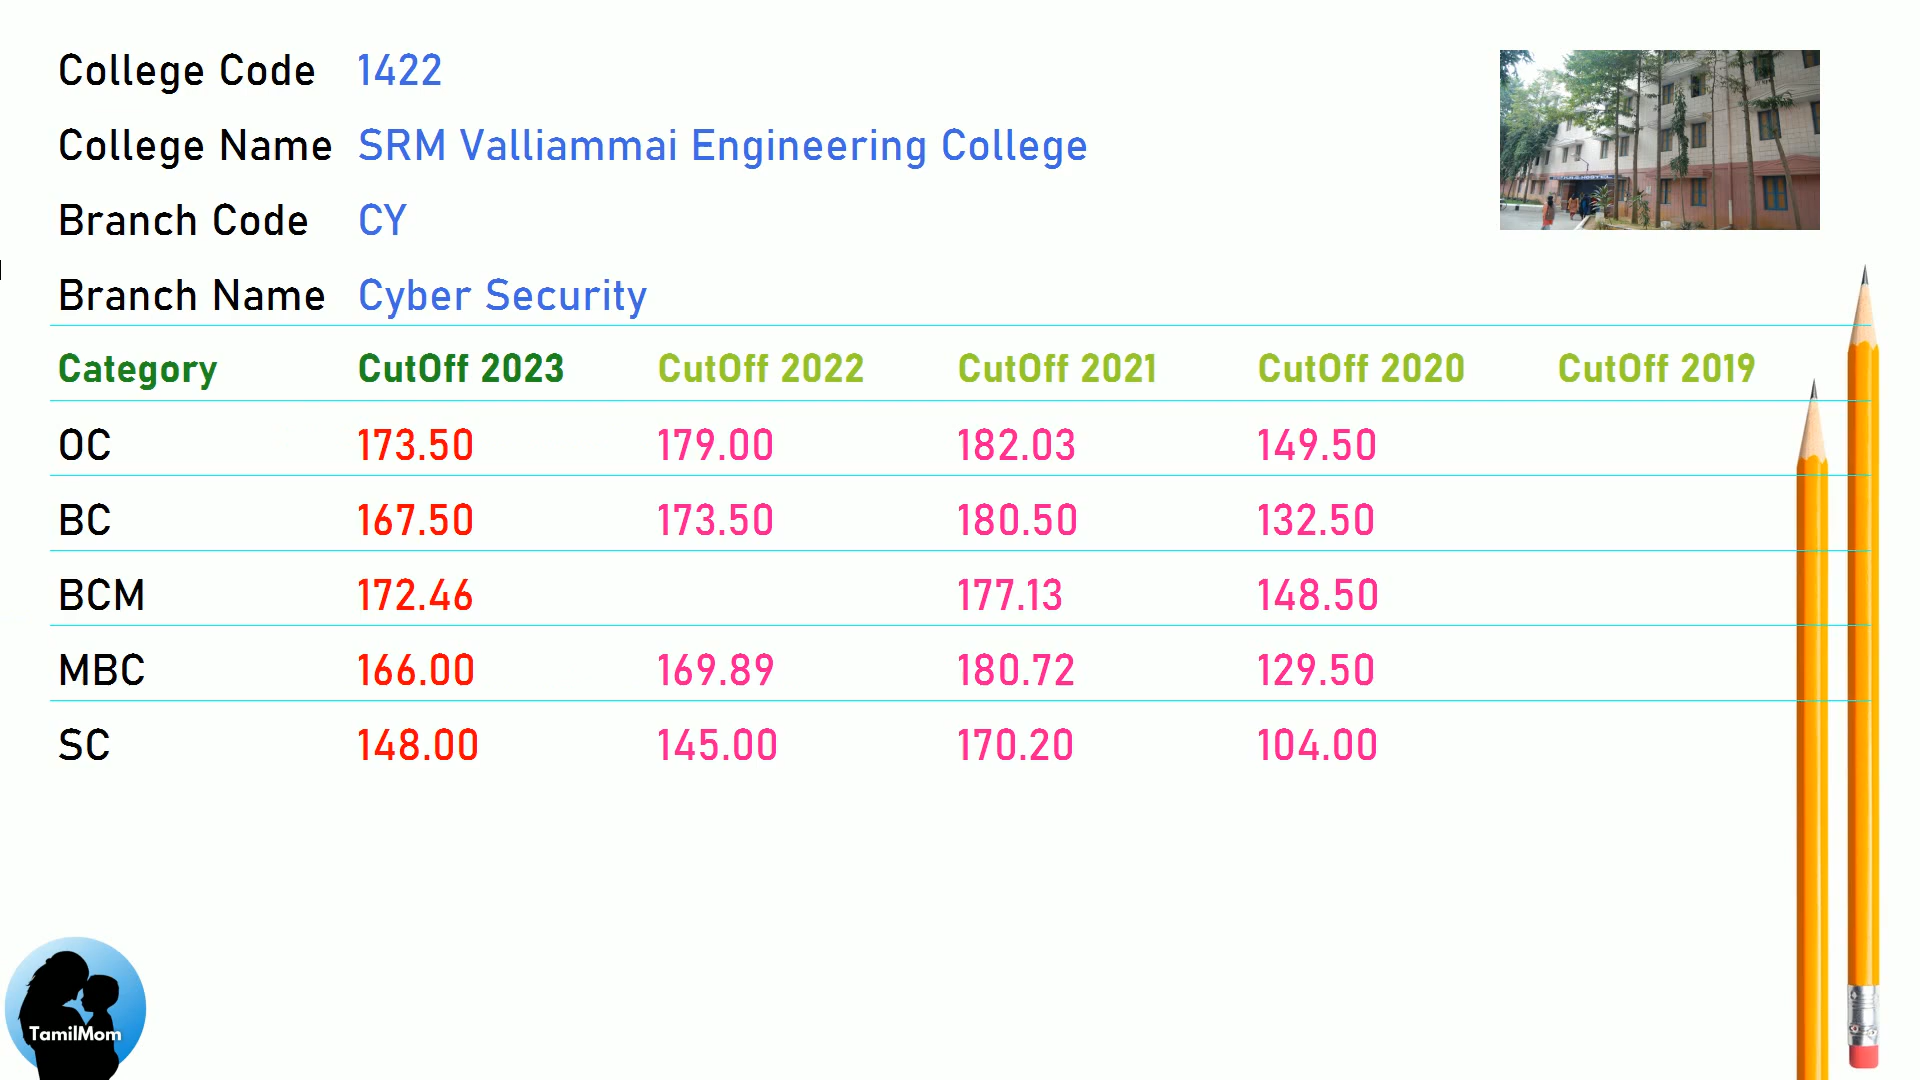 College Code 1422
College Name SRM Valliammai Engineering College
Branch Code CY
Branch Name Cyber Security
Category CutOff 2023 CutOff 2022 CutOff 2021 CutOff 2020 CutOff 2019
OC 173.50 179.00 182.03 149.50
BC 167.50 173.50 180.50 132.50
BCM 172.46 177.13 148.50
MBC 166.00 169.89 180.72 129.50
SC 148.00 145.00 170.20 104.00
TamilMom